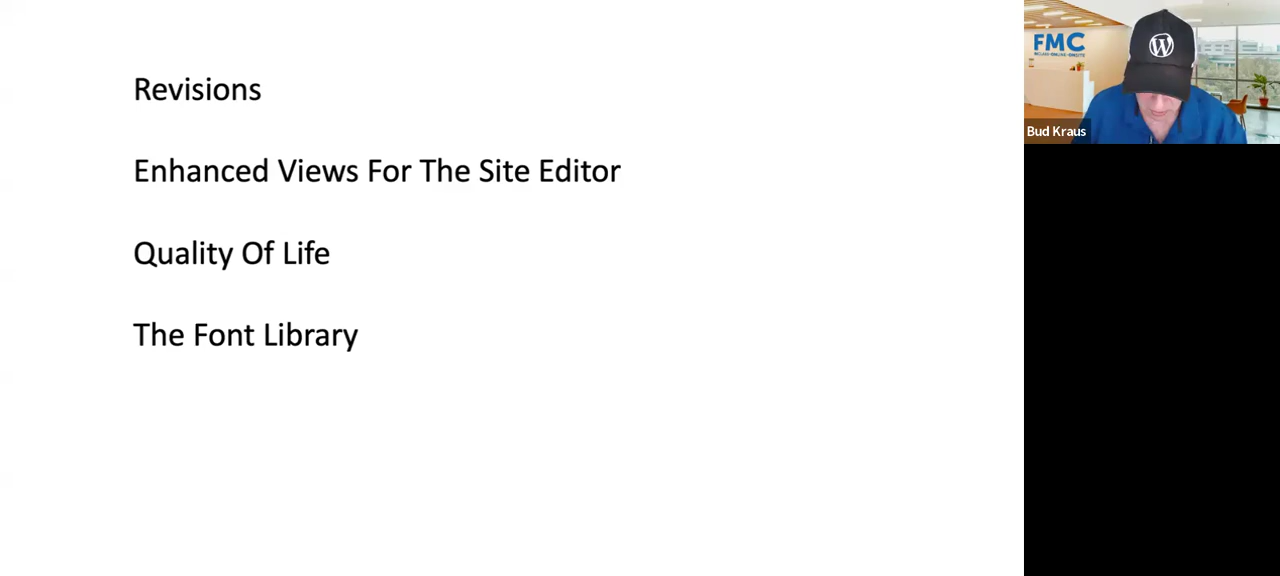 Revisions
Enhanced Views For The Site Editor
Quality Of Life
The Font Library
FMC
Bud Kraus